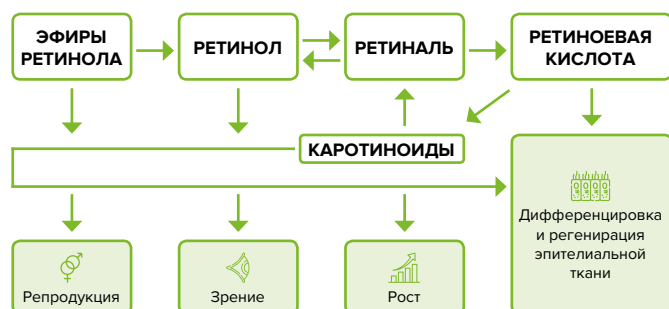 ЭФИРЫ
РЕТИНОЛА
РЕТИНОЛ
РЕТИНАЛЬ
РЕТИНОЕВАЯ
КИСЛОТА
КАРОТИНОИДЫ
Дифференцировка
и регенирация
эпителиальной
ткани
Репродукция
Зрение
Рост